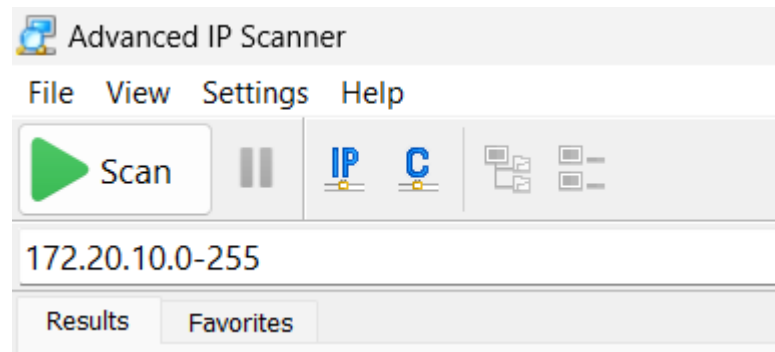 Advanced IP Scanner
File View Settings Help
Scan IP C
172.20.10.0-255
Results Favorites